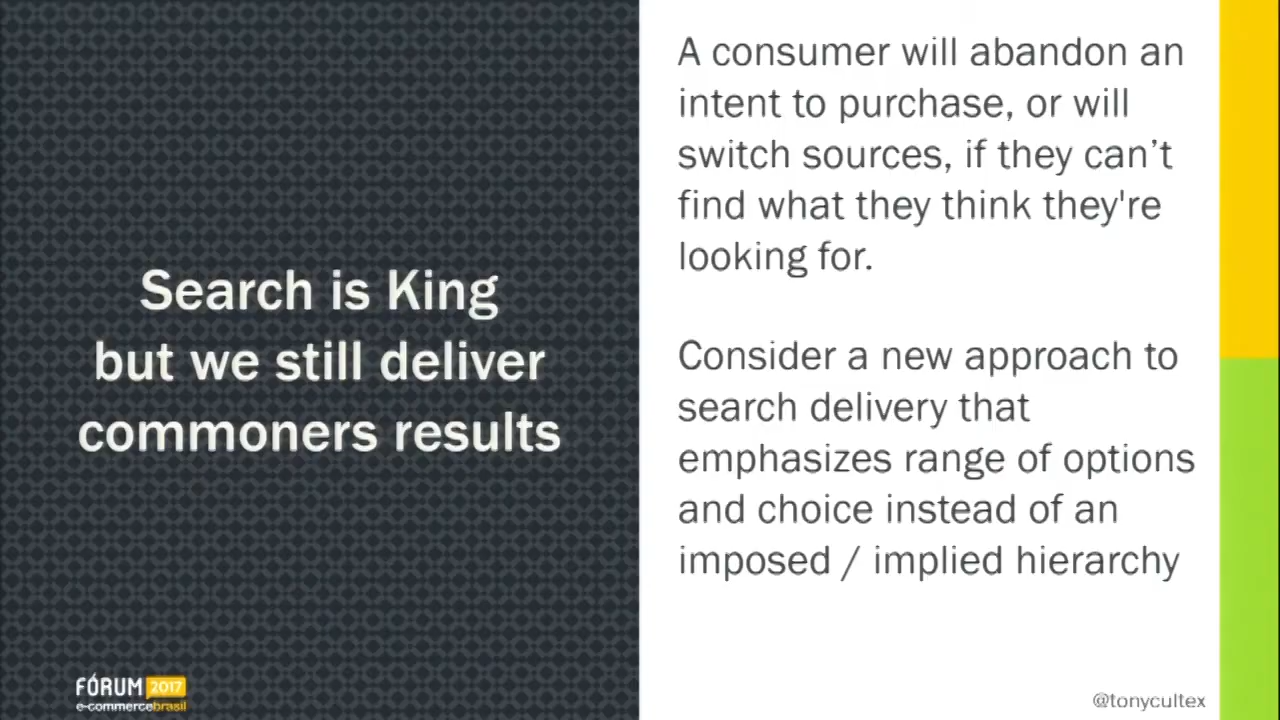 Search is King
but we still deliver
commoners results
A consumer will abandon an
intent to purchase, or will
switch sources, if they can’t
find what they think they're
looking for.
Consider a new approach to
search delivery that
emphasizes range of options
and choice instead of an
imposed / implied hierarchy
FÓRUM 2017
e-commercebrasil
@tonycultex